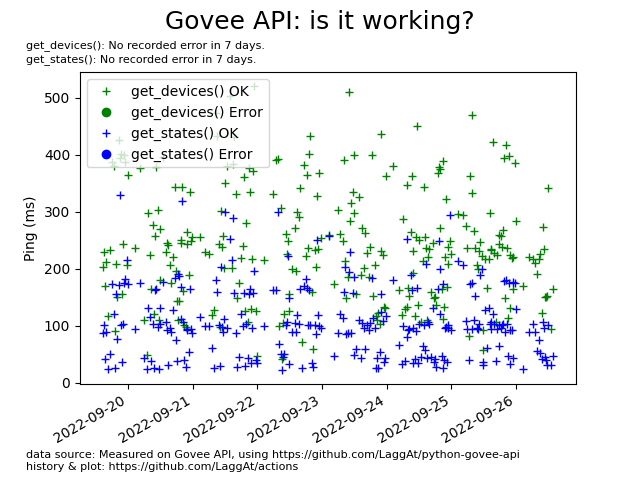 Govee API: is it working?
get_devices(): No recorded error in 7 days.
get_states(): No recorded error in 7 days.
get_devices() OK
get_devices() Error
get_states() OK
get_states() Error
500
400
300
200
100
0
Ping (ms)
2022-09-20
2022-09-21
2022-09-22
2022-09-23
2022-09-24
2022-09-25
2022-09-26
data source: Measured on Govee API, using https://github.com/LaggAt/python-govee-api
history & plot: https://github.com/LaggAt/actions